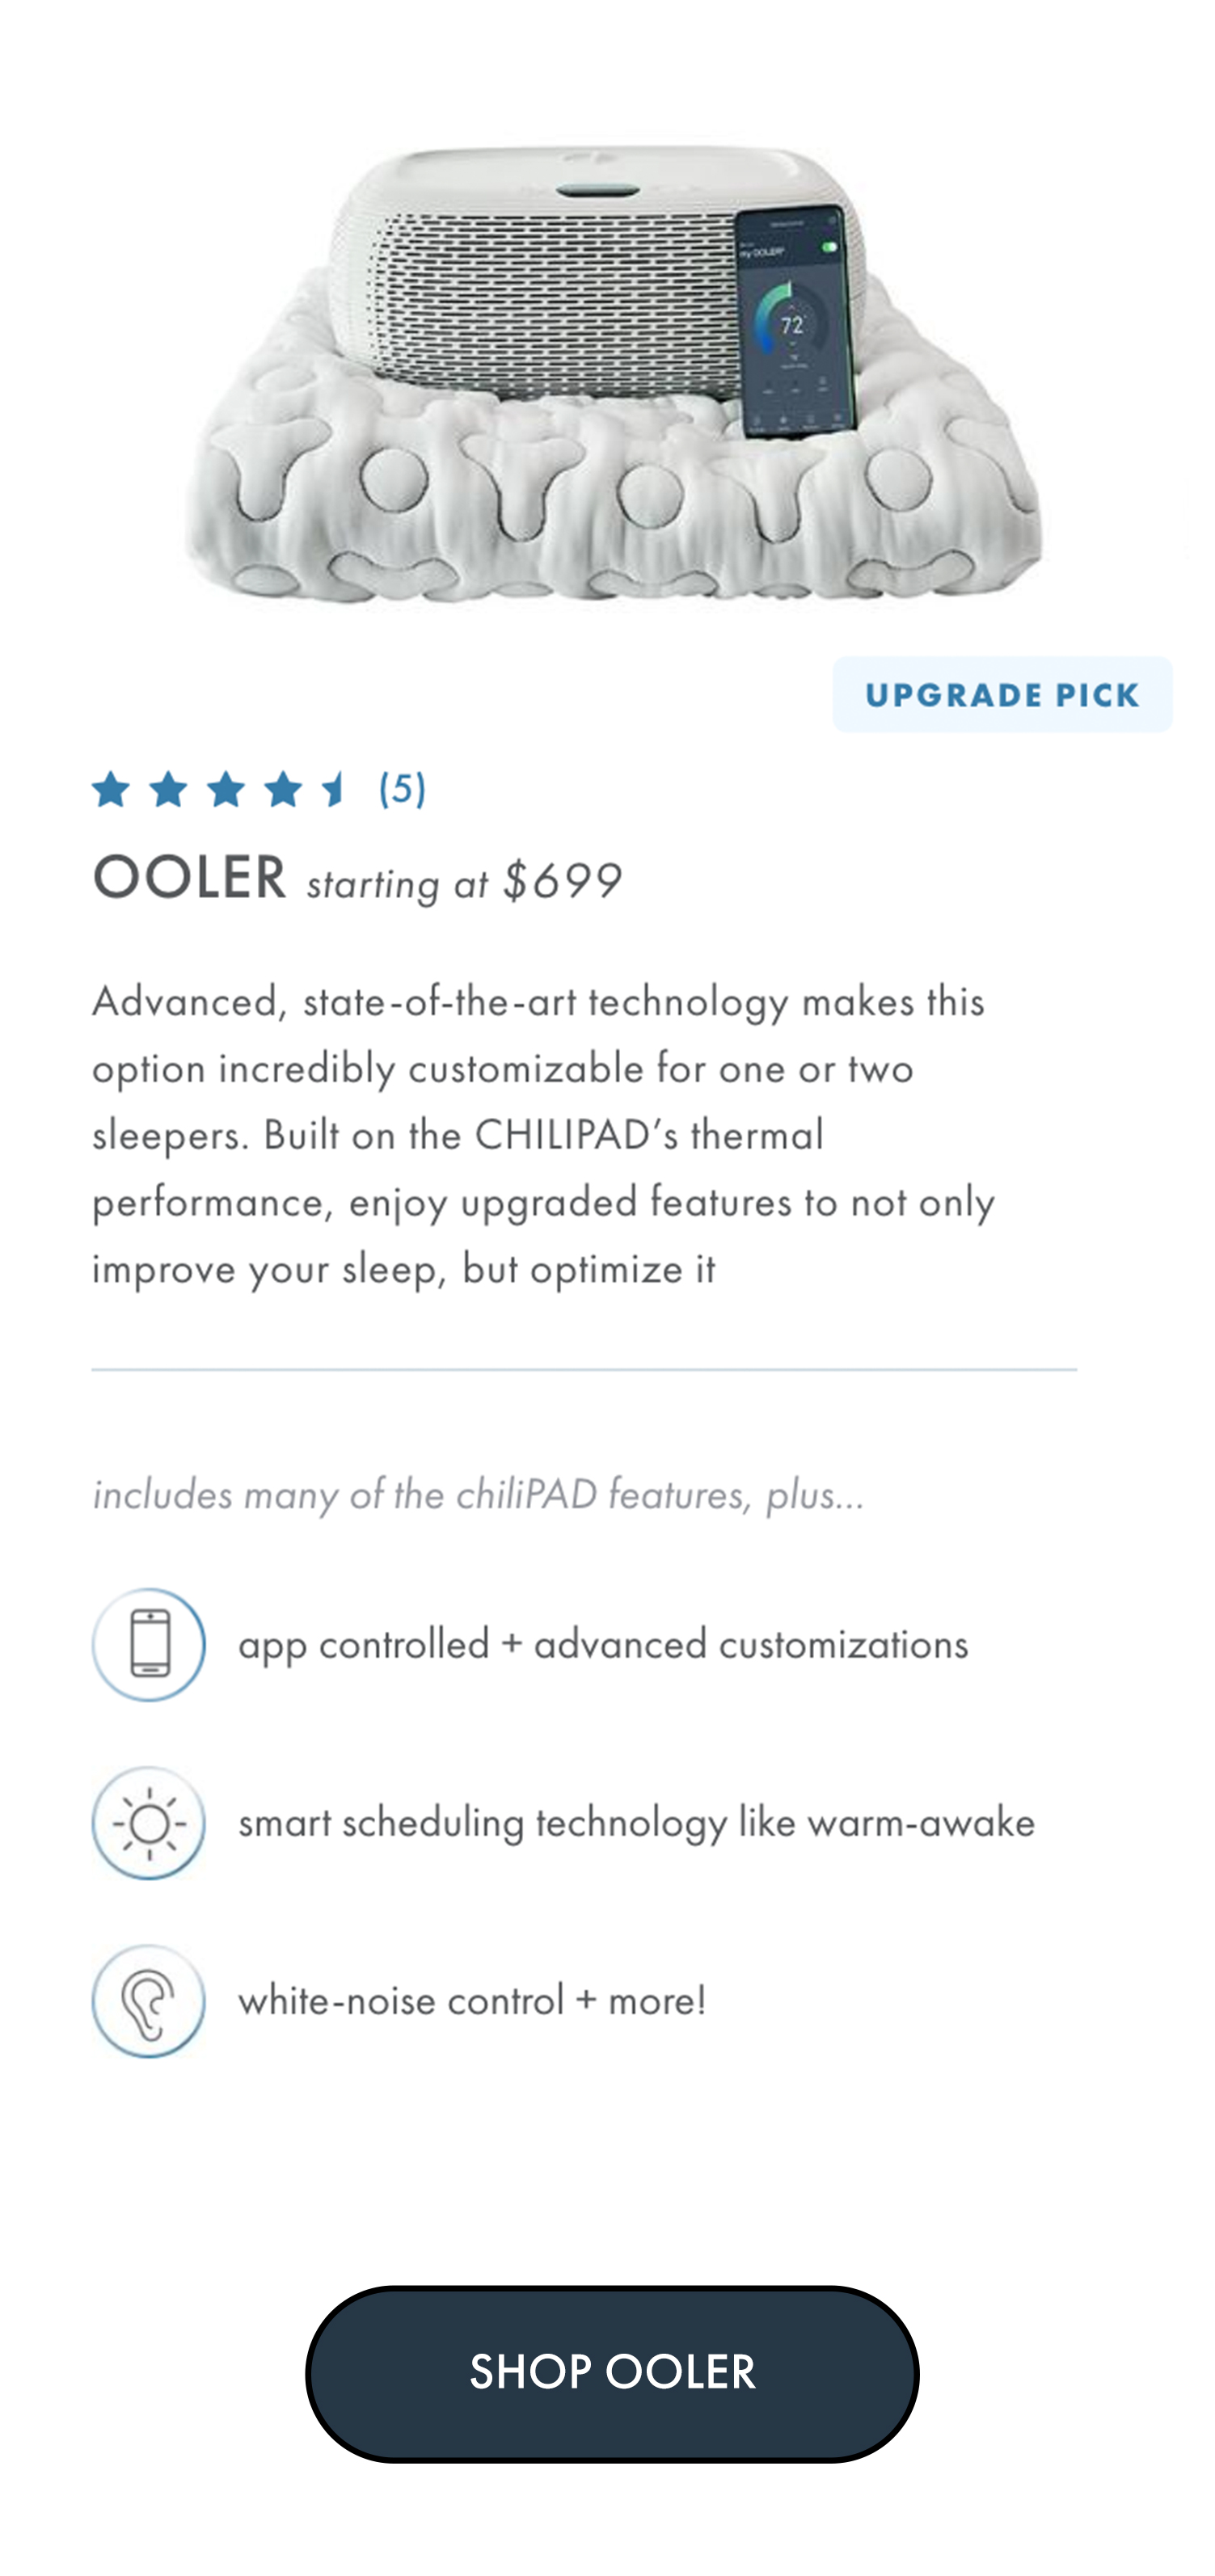 my OOLER
72
UPGRADE PICK
(5)
OOLER starting at $699
Advanced, state-of-the-art technology makes this
option incredibly customizable for one or two
sleepers. Built on the CHILIPAD’s thermal
performance, enjoy upgraded features to not only
improve your sleep, but optimize it
includes many of the chiliPAD features, plus...
app controlled + advanced customizations
smart scheduling technology like warm-awake
white-noise control + more!
SHOP OOLER